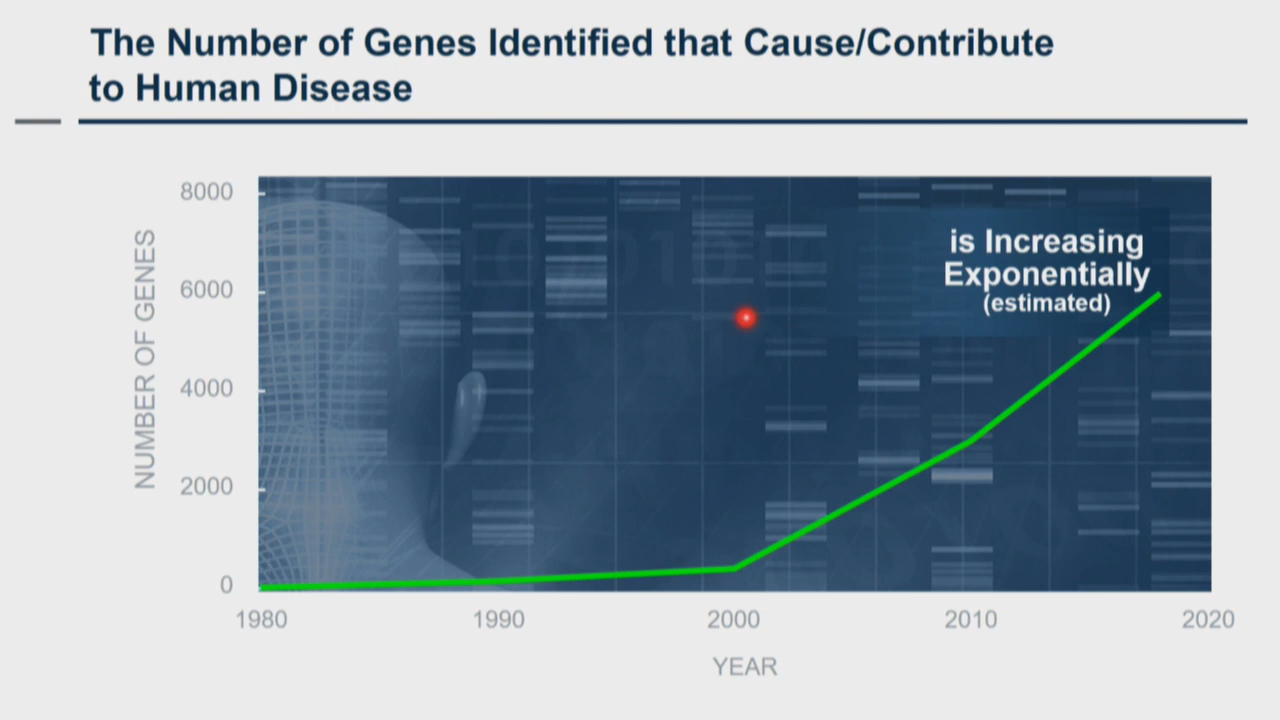 The Number of Genes Identified that Cause/Contribute
to Human Disease
is Increasing
Exponentially
(estimated)
NUMBER OF GENES
8000
6000
4000
2000
0
1980
1990
2000
2010
2020
YEAR